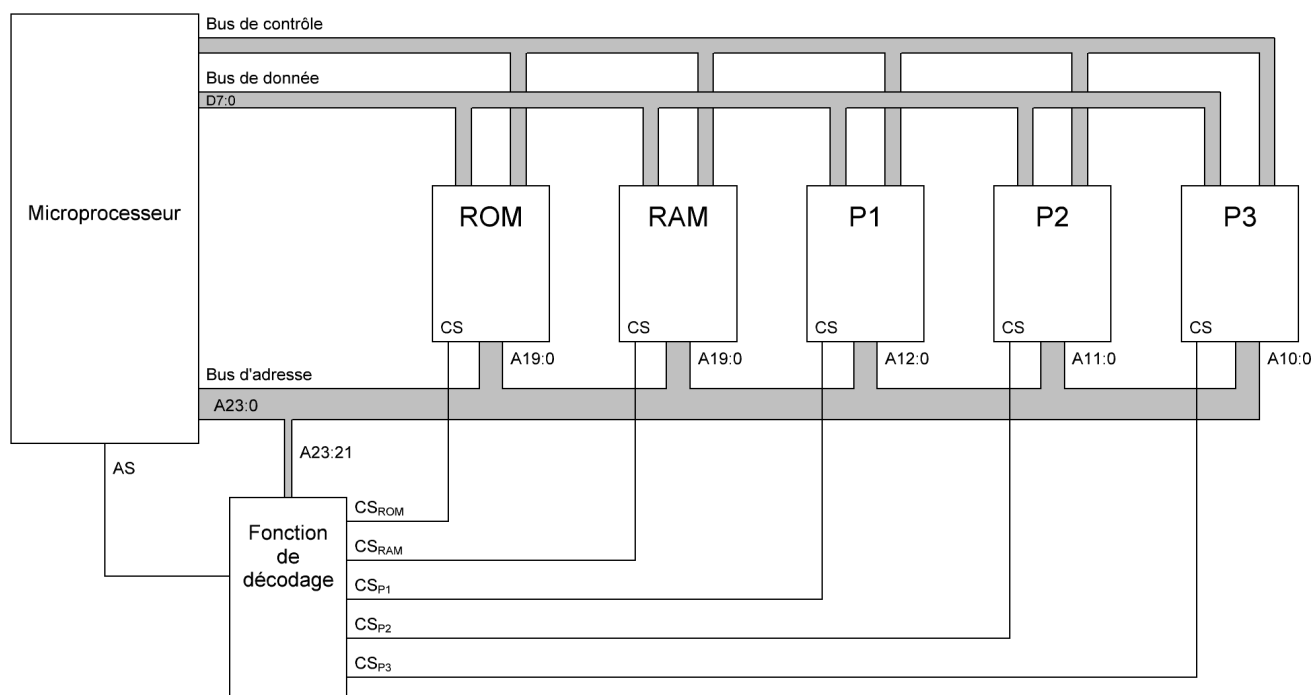 Bus de contrôle
Bus de donnée
D7:0
Microprocesseur
ROM
RAM
P1
P2
P3
CS
CS
CS
CS
CS
A19:0
A19:0
A12:0
A11:0
A10:0
Bus d'adresse
A23:0
A23:21
AS
Fonction
de
décodage
CSROM
CSRAM
CSP1
CSP2
CSP3